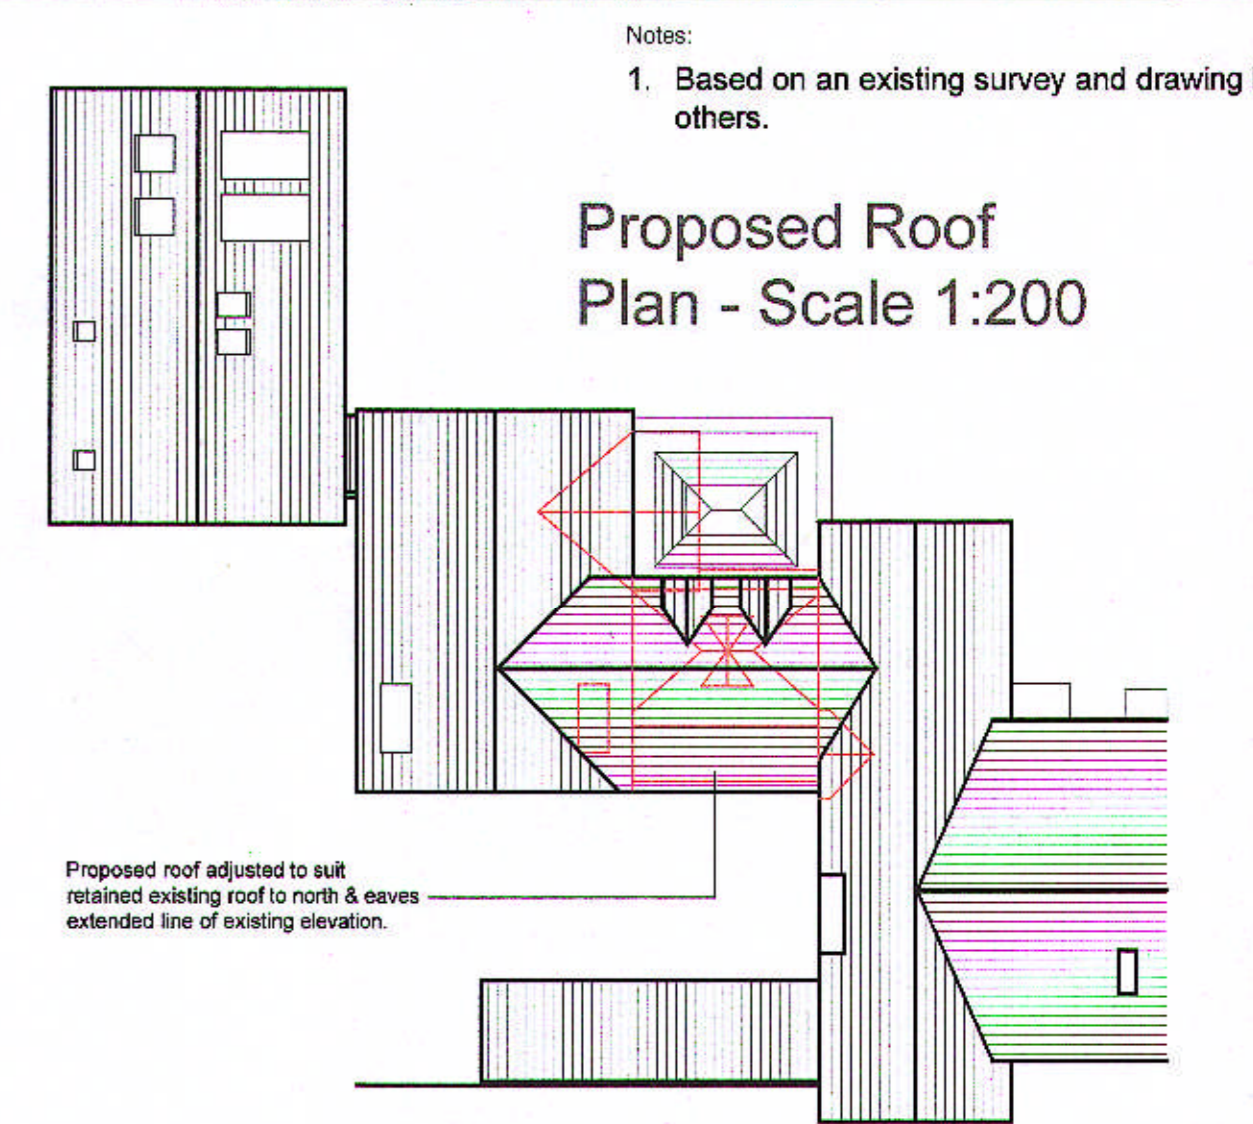 Notes:
1. Based on an existing survey and drawing
others.
Proposed Roof
Plan - Scale 1:200
Proposed roof adjusted to suit
retained existing roof to north & eaves
extended line of existing elevation.